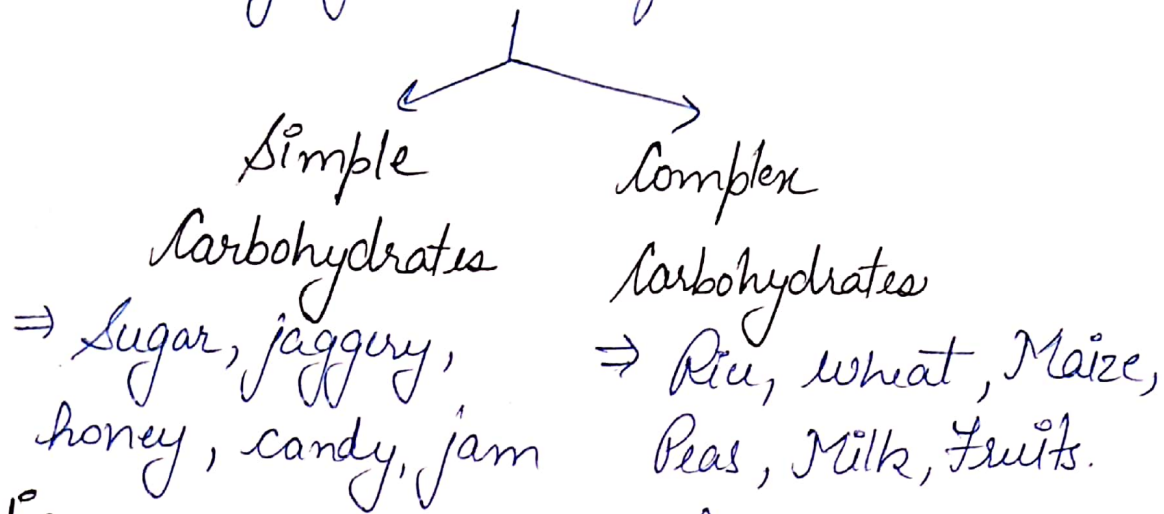 Simple
Carbohydrates
⇒ Sugar, jaggery,
honey, candy, jam
Complex
Carbohydrates
⇒ Rice, wheat, Maize,
Peas, Milk, Fruits.